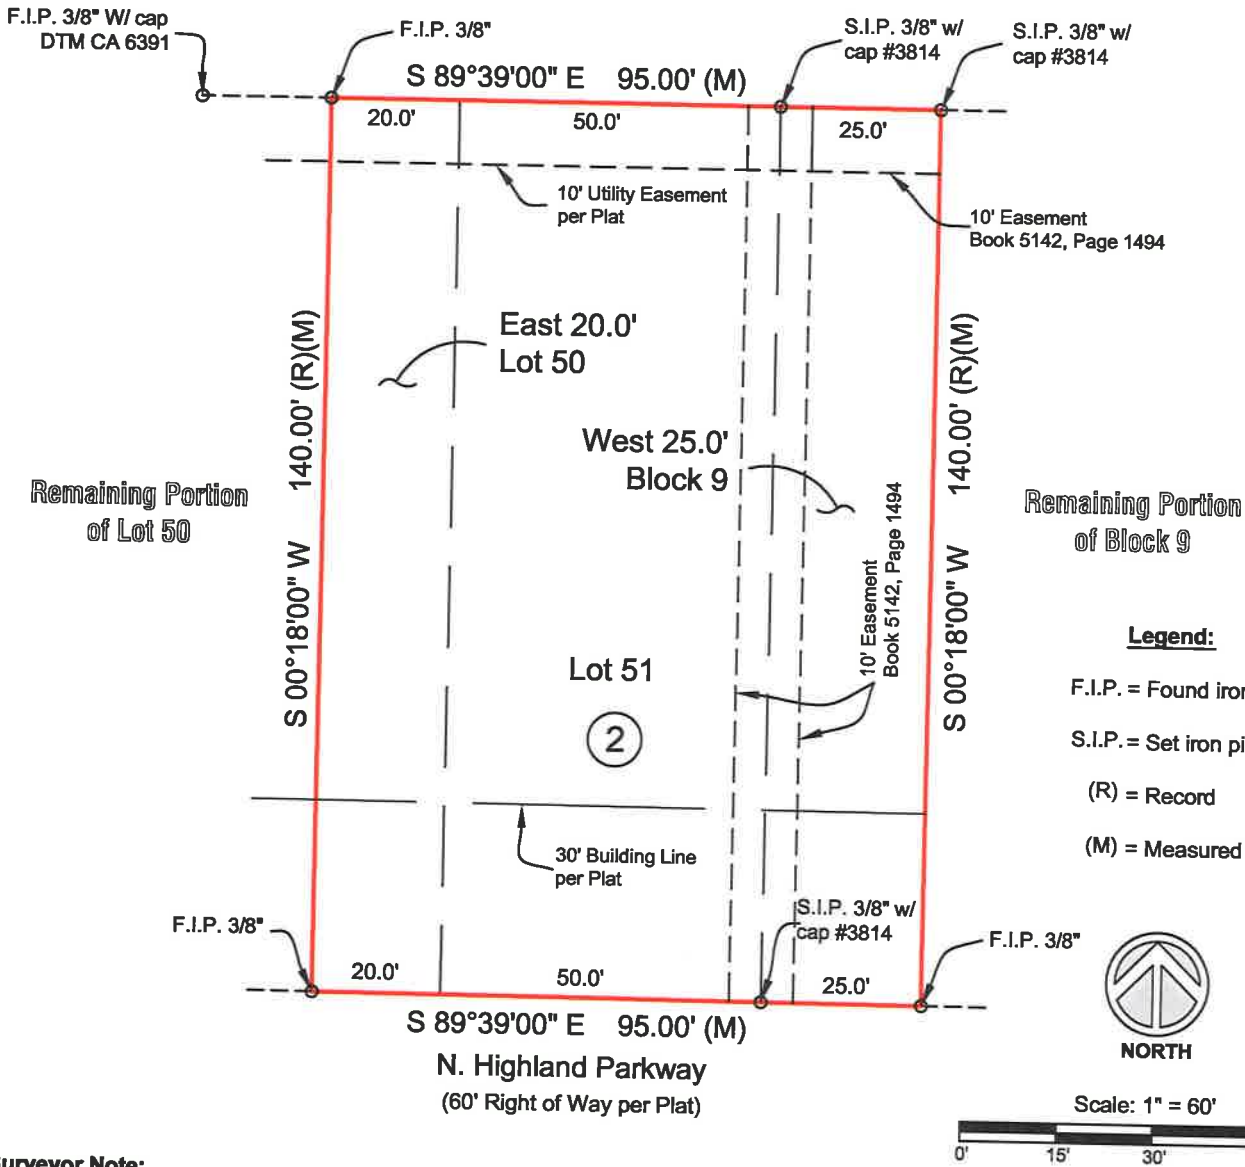 F.I.P. 3/8" W/ cap
DTM CA 6391
F.I.P. 3/8"
S.I.P. 3/8" w/
cap #3814
S.I.P. 3/8" w/
cap #3814
S 89°39'00" E 95.00' (M)
20.0'
50.0'
25.0'
10' Utility Easement
per Plat
10' Easement
Book 5142, Page 1494
East 20.0'
Lot 50
S 00°18'00" W 140.00' (R)(M)
S 00°18'00" W 140.00' (R)(M)
West 25.0'
Block 9
Remaining Portion
of Lot 50
Remaining Portion
of Block 9
10' Easement
Book 5142, Page 1494
Legend:
F.I.P. = Found iron
S.I.P. = Set iron pi
(R) = Record
(M) = Measured
Lot 51
2
30' Building Line
per Plat
F.I.P. 3/8"
S.I.P. 3/8" w/
cap #3814
F.I.P. 3/8"
20.0'
50.0'
25.0'
S 89°39'00" E 95.00' (M)
N. Highland Parkway
(60' Right of Way per Plat)
NORTH
Scale: 1" = 60'
0' 15' 30'
urveyor Note: